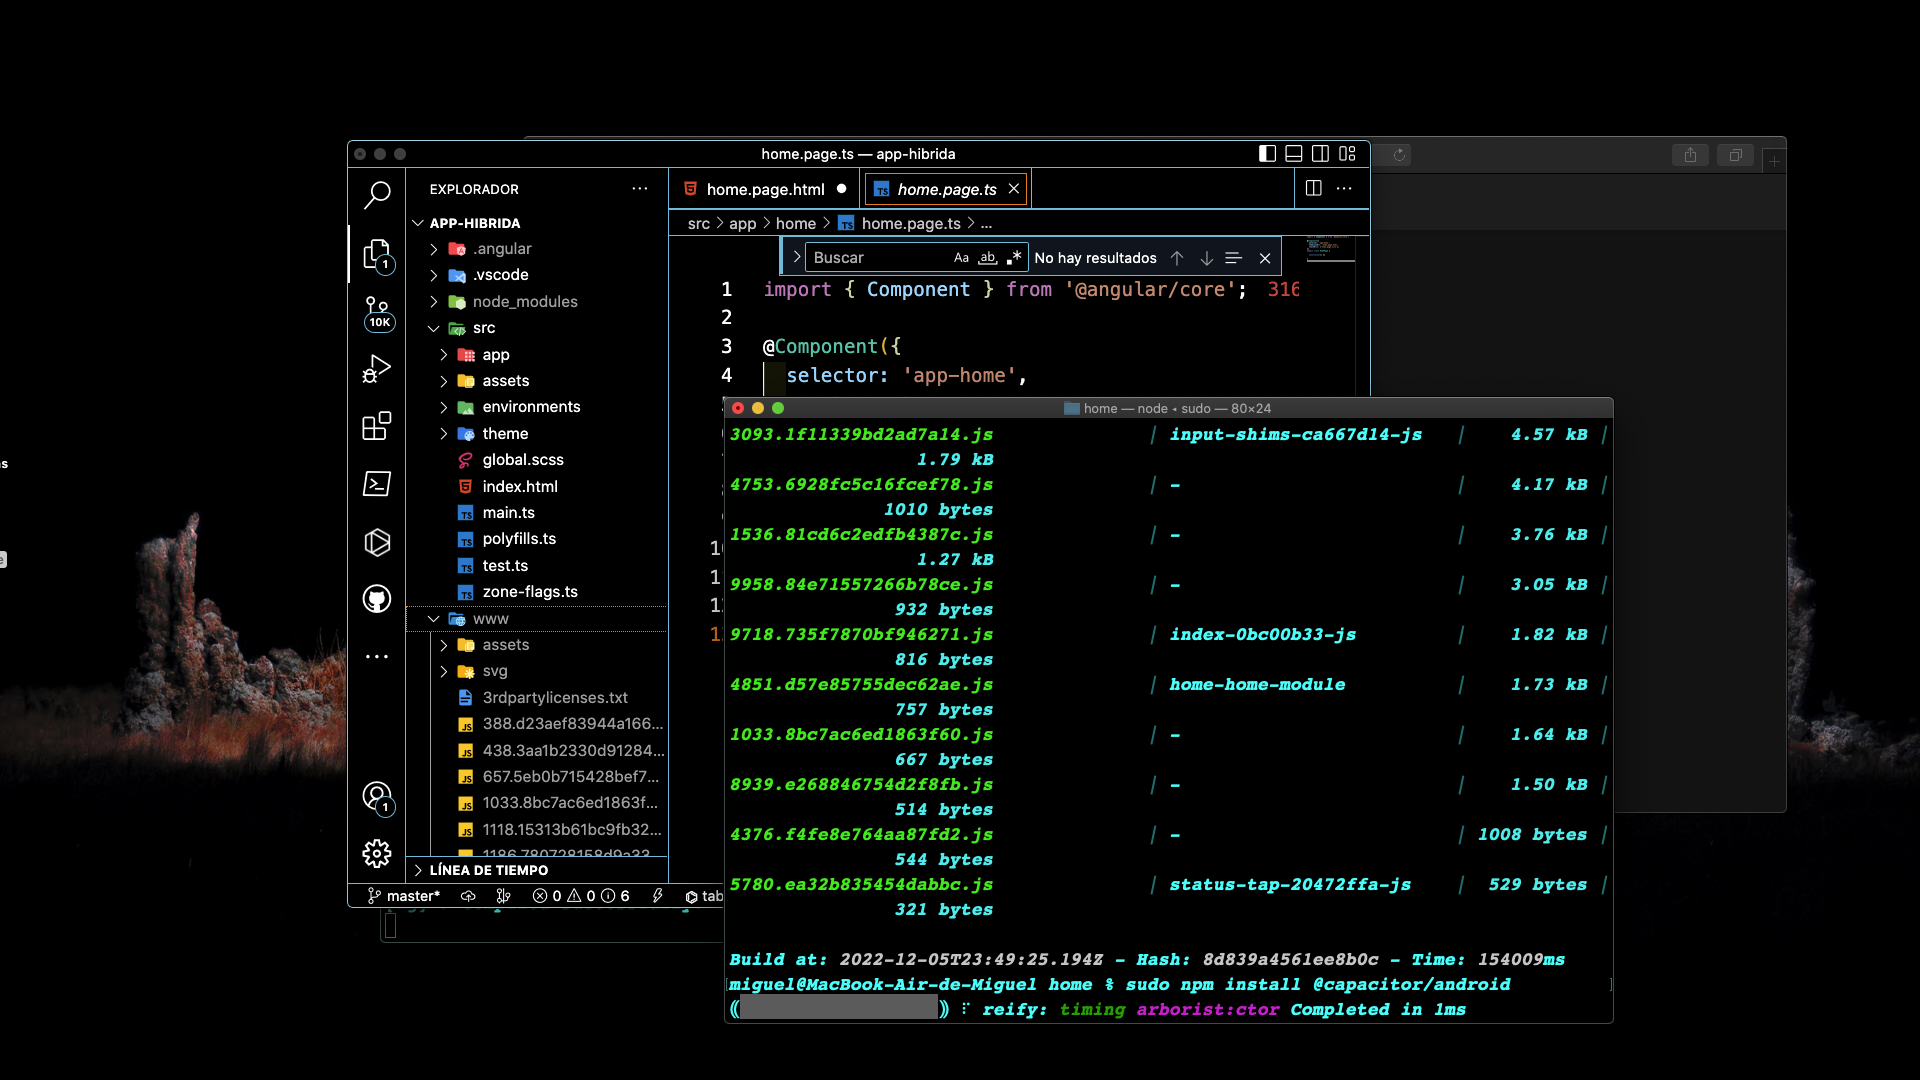 home.page.ts — app-hibrida
EXPLORADOR
home.page.html
home.page.ts
src > app > home > home.page.ts > ...
APP-HIBRIDA
.angular
.vscode
node_modules
src
app
assets
environments
theme
global.scss
index.html
main.ts
polyfills.ts
test.ts
zone-flags.ts
www
assets
svg
3rdpartylicenses.txt
388.d23aef83944a166...
438.3aa1b2330d91284...
657.5eb0b715428bef7...
1033.8bc7ac6ed1863f...
1118.15313b61bc9fb32...
LÍNEA DE TIEMPO
1
10K
1
master*
0 0 6
tab
Buscar
Aa ab .*
No hay resultados
1 import { Component } from '@angular/core'; 316
2
3 @Component({
4 selector: 'app-home',
home — node ◂ sudo — 80×24
3093.1f11339bd2ad7a14.js | input-shims-ca667d14-js | 4.57 kB |
1.79 kB
4753.6928fc5c16fcef78.js | - | 4.17 kB |
1010 bytes
1536.81cd6c2edfb4387c.js | - | 3.76 kB |
1.27 kB
9958.84e71557266b78ce.js | - | 3.05 kB |
932 bytes
9718.735f7870bf946271.js | index-0bc00b33-js | 1.82 kB |
816 bytes
4851.d57e85755dec62ae.js | home-home-module | 1.73 kB |
757 bytes
1033.8bc7ac6ed1863f60.js | - | 1.64 kB |
667 bytes
8939.e268846754d2f8fb.js | - | 1.50 kB |
514 bytes
4376.f4fe8e764aa87fd2.js | - | 1008 bytes |
544 bytes
5780.ea32b835454dabbc.js | status-tap-20472ffa-js | 529 bytes |
321 bytes
Build at: 2022-12-05T23:49:25.194Z - Hash: 8d839a4561ee8b0c - Time: 154009ms
miguel@MacBook-Air-de-Miguel home % sudo npm install @capacitor/android
reify: timing arborist:ctor Completed in 1ms